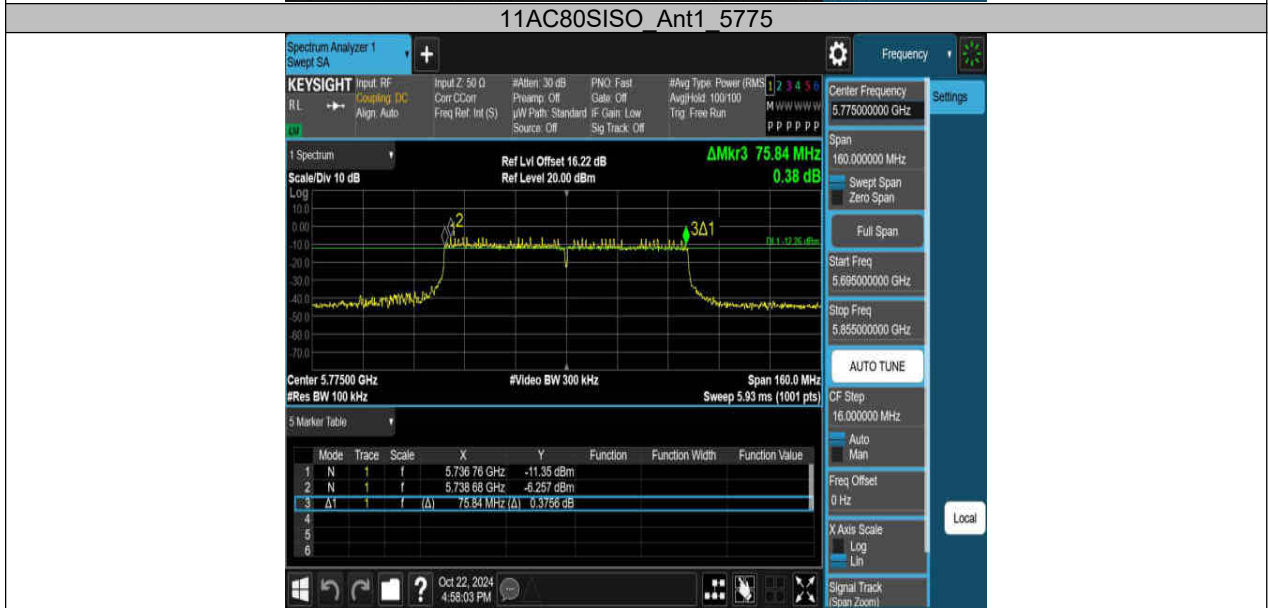 11AC80SISO_Ant1_5775
Spectrum Analyzer 1
Swept SA
+
Frequency
KEYSIGHT
RL
LM
Input: RF
Coupling: DC
Align: Auto
Input Z: 50 Ω
Corr CCorr
Freq Ref: Int (S)
#Atten: 30 dB
Preamp: Off
µW Path: Standard
Source: Off
PNO: Fast
Gate: Off
IF Gain: Low
Sig Track: Off
#Avg Type: Power (RMS
Avg|Hold: 100/100
Trig: Free Run
1 2 3 4 5 6
M W W W W W
P P P P P P
Center Frequency
5.775000000 GHz
Settings
Span
160.000000 MHz
Swept Span
Zero Span
Full Span
Start Freq
5.695000000 GHz
Stop Freq
5.855000000 GHz
AUTO TUNE
CF Step
16.000000 MHz
Auto
Man
Freq Offset
0 Hz
X Axis Scale
Log
Lin
Signal Track
(Span Zoom)
Local
1 Spectrum
Scale/Div 10 dB
Log
Ref Lvl Offset 16.22 dB
Ref Level 20.00 dBm
ΔMkr3 75.84 MHz
0.38 dB
10.0
0.00
-10.0
-20.0
-30.0
-40.0
-50.0
-60.0
-70.0
2
3Δ1
DL1 -12.26 dBm
Center 5.77500 GHz
#Res BW 100 kHz
#Video BW 300 kHz
Span 160.0 MHz
Sweep 5.93 ms (1001 pts)
5 Marker Table
Mode Trace Scale X Y Function Function Width Function Value
1 N 1 f 5.736 76 GHz -11.35 dBm
2 N 1 f 5.738 68 GHz -6.257 dBm
3 Δ1 1 f (Δ) 75.84 MHz (Δ) 0.3756 dB
4
5
6
?
Oct 22, 2024
4:58:03 PM